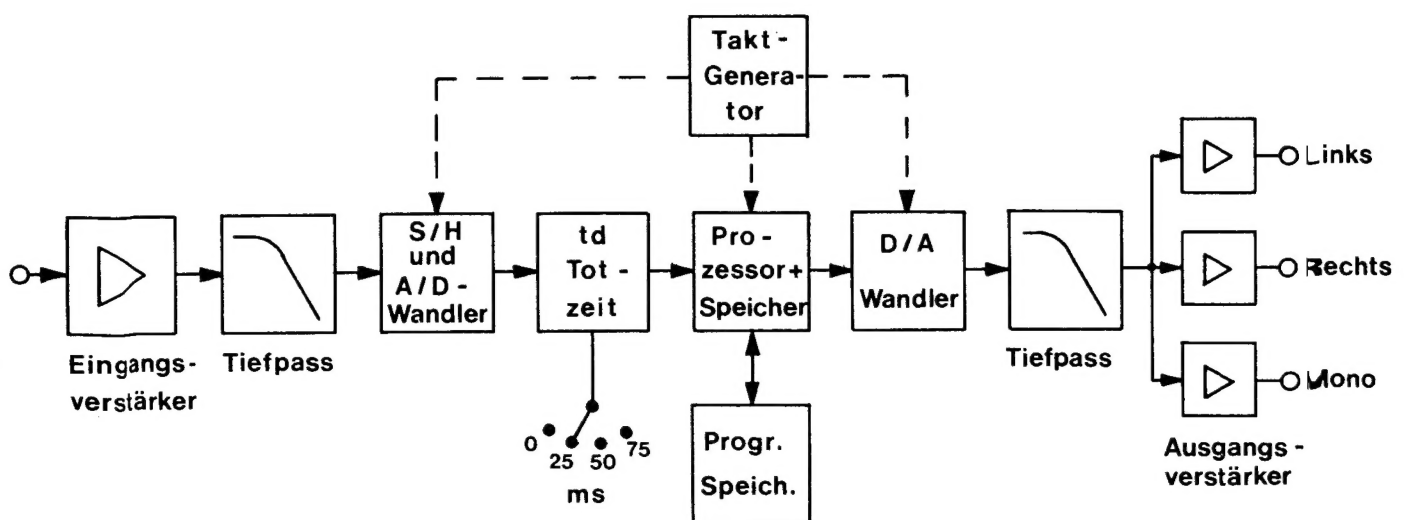 Takt-
Genera-
tor
Links
S/H
und
A/D-
Wandler
td
Tot-
zeit
Pro-
zessor+
Speicher
D/A
Wandler
Rechts
Eingangs-
verstärker
Tiefpass
Tiefpass
Mono
0
25
50
75
ms
Progr.
Speich.
Ausgangs-
verstärker